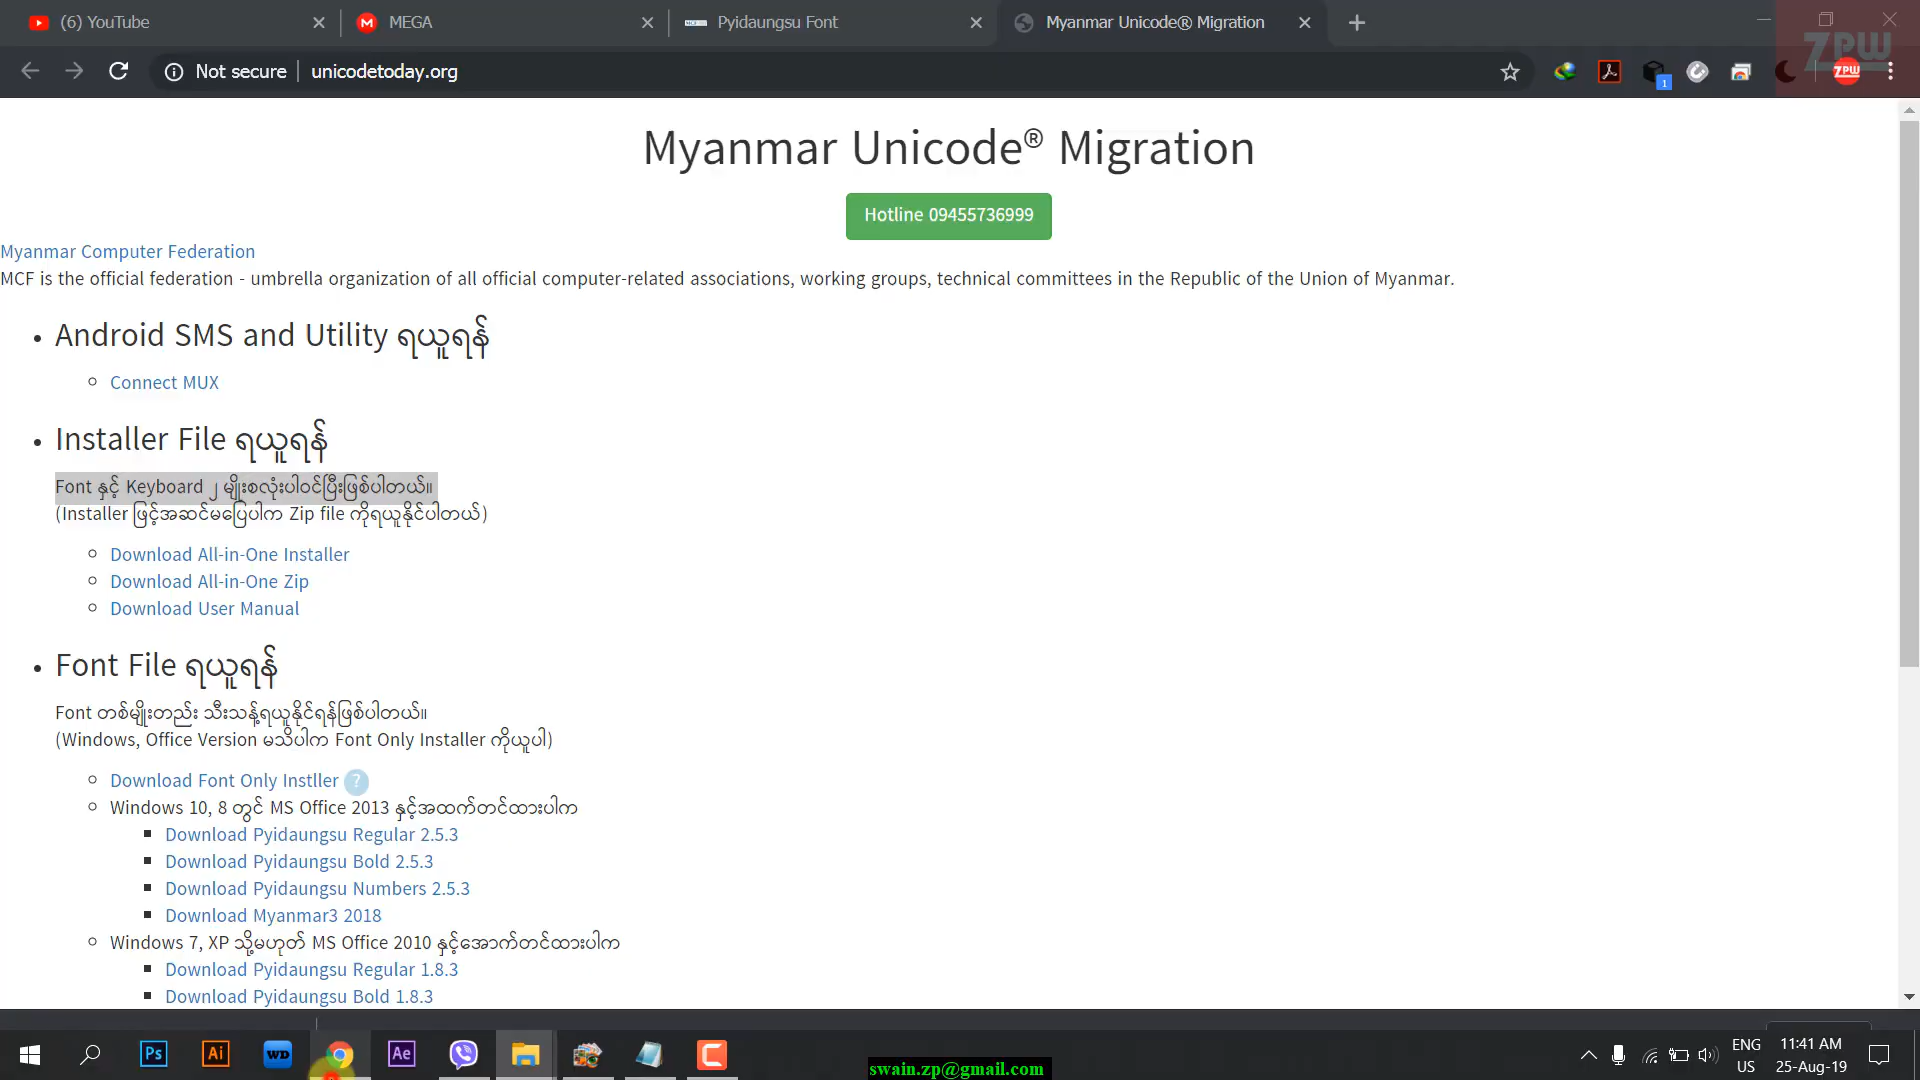 (6) YouTube
MEGA
Pyidaungsu Font
Myanmar Unicode® Migration
ZPW
Not secure
unicodetoday.org
1
ZPW
Myanmar Unicode® Migration
Hotline 09455736999
Myanmar Computer Federation
MCF is the official federation - umbrella organization of all official computer-related associations, working groups, technical committees in the Republic of the Union of Myanmar.
Android SMS and Utility ရယူရန်
Connect MUX
Installer File ရယူရန်
Font နှင့် Keyboard ၂ မျိုးစလုံးပါဝင်ပြီးဖြစ်ပါတယ်။
(Installer ဖြင့်အဆင်မပြေပါက Zip file ကိုရယူနိုင်ပါတယ်)
Download All-in-One Installer
Download All-in-One Zip
Download User Manual
Font File ရယူရန်
Font တစ်မျိုးတည်း သီးသန့်ရယူနိုင်ရန်ဖြစ်ပါတယ်။
(Windows, Office Version မသိပါက Font Only Installer ကိုယူပါ)
Download Font Only Instller ?
Windows 10, 8 တွင် MS Office 2013 နှင့်အထက်တင်ထားပါက
Download Pyidaungsu Regular 2.5.3
Download Pyidaungsu Bold 2.5.3
Download Pyidaungsu Numbers 2.5.3
Download Myanmar3 2018
Windows 7, XP သို့မဟုတ် MS Office 2010 နှင့်အောက်တင်ထားပါက
Download Pyidaungsu Regular 1.8.3
Download Pyidaungsu Bold 1.8.3
Ps
Ai
WD
Ae
swain.zp@gmail.com
ENG
US
11:41 AM
25-Aug-19